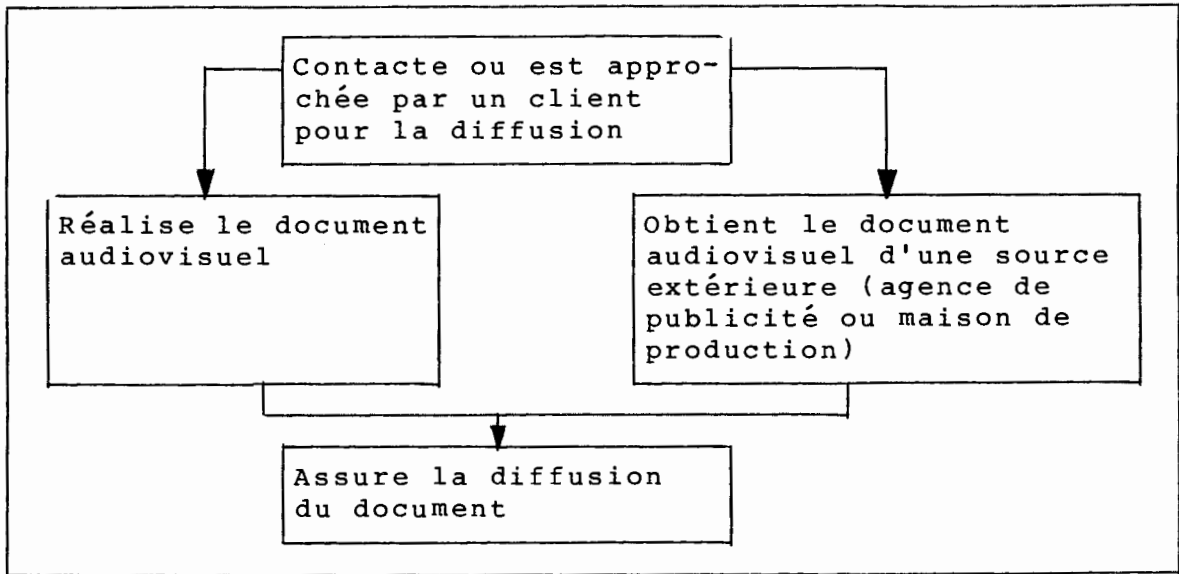 Contacte ou est appro-
chée par un client
pour la diffusion
Réalise le document
audiovisuel
Obtient le document
audiovisuel d'une source
extérieure (agence de
publicité ou maison de
production)
Assure la diffusion
du document